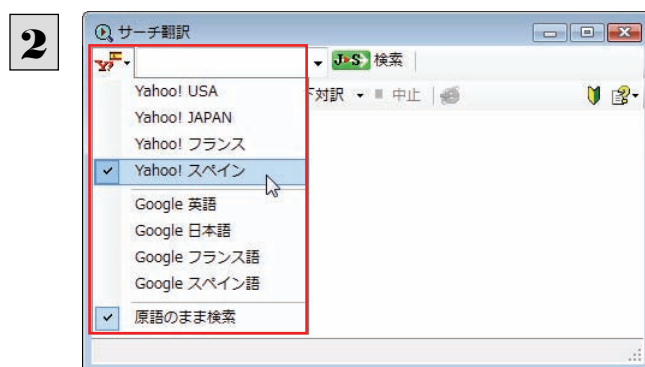 2
サーチ翻訳
Y? J▶S 検索
Yahoo! USA
下対訳 中止
Yahoo! JAPAN
Yahoo! フランス
Yahoo! スペイン
Google 英語
Google 日本語
Google フランス語
Google スペイン語
原語のまま検索